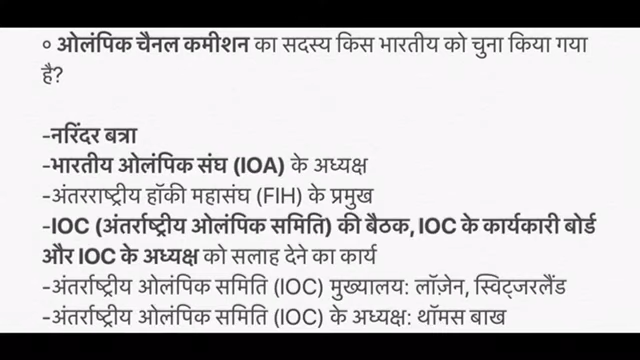 ० ओलंपिक चैनल कमीशन का सदस्य किस भारतीय को चुना किया गया
है?
-नरिंदर बत्रा
-भारतीय ओलंपिक संघ (IOA) के अध्यक्ष
-अंतरराष्ट्रीय हॉकी महासंघ (FIH) के प्रमुख
-IOC (अंतर्राष्ट्रीय ओलंपिक समिति) की बैठक, IOC के कार्यकारी बोर्ड
और IOC के अध्यक्ष को सलाह देने का कार्य
-अंतर्राष्ट्रीय ओलंपिक समिति (IOC) मुख्यालय: लॉज़ेन, स्विट्जरलैंड
-अंतर्राष्ट्रीय ओलंपिक समिति (IOC) के अध्यक्ष: थॉमस बाख